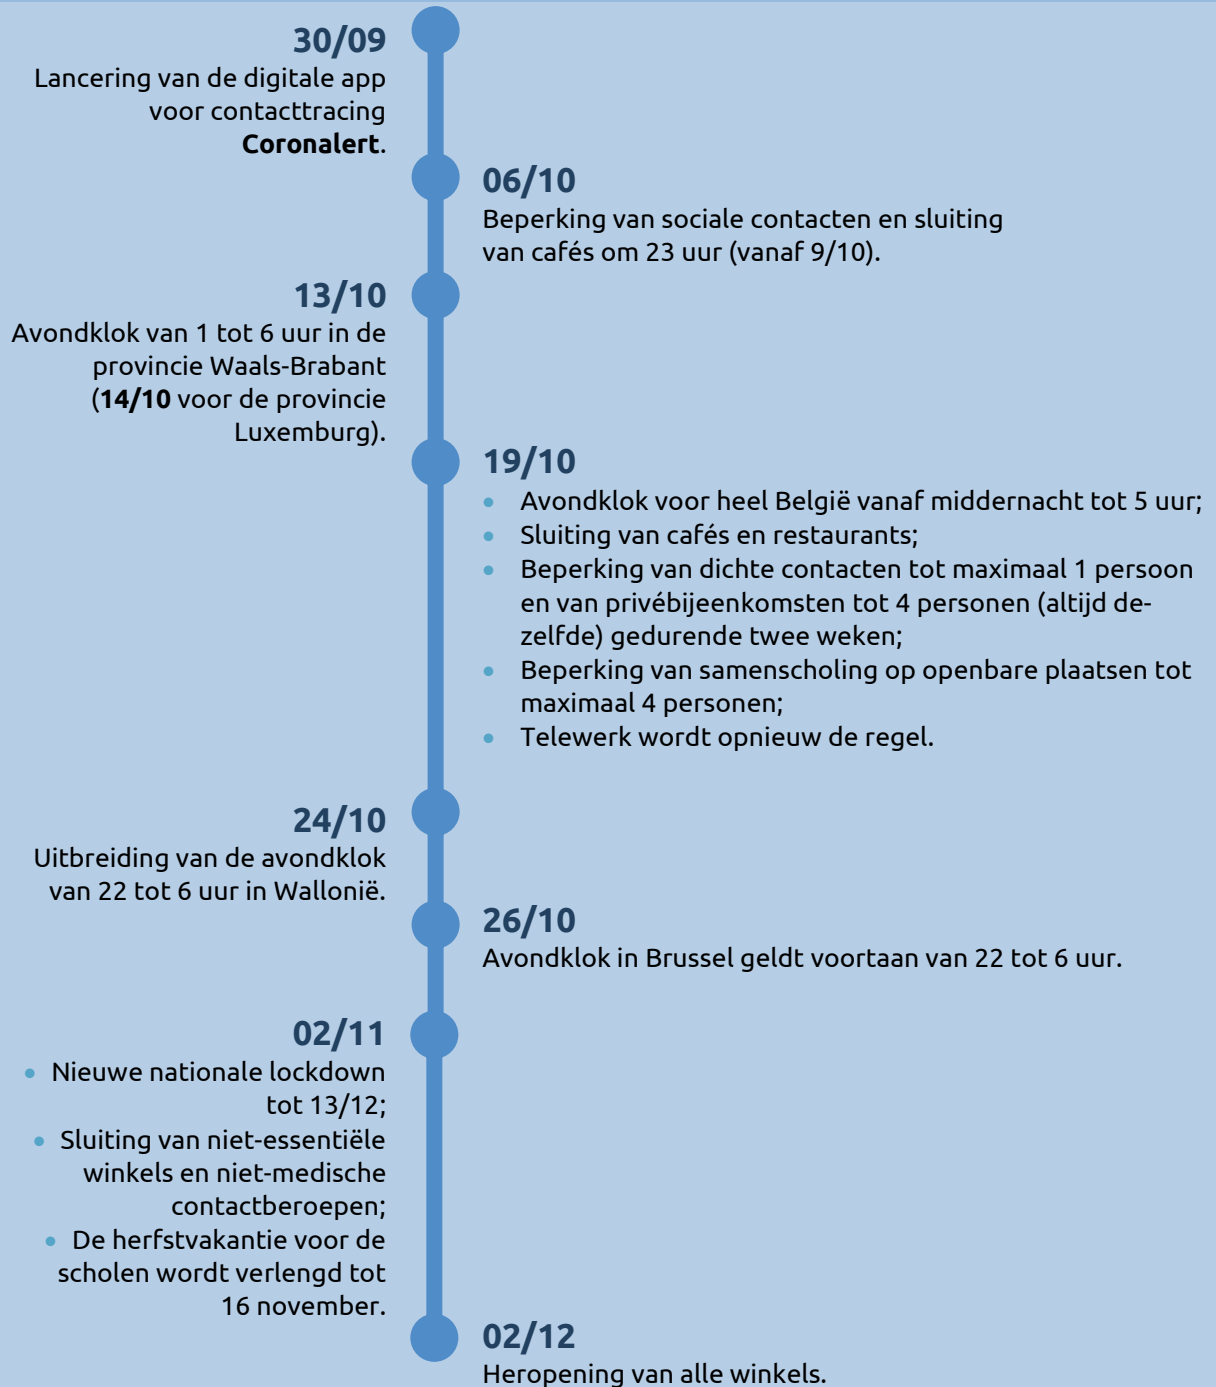 30/09
Lancering van de digitale app
voor contacttracing
Coronalert.
06/10
Beperking van sociale contacten en sluiting
van cafés om 23 uur (vanaf 9/10).
13/10
Avondklok van 1 tot 6 uur in de
provincie Waals-Brabant
(14/10 voor de provincie
Luxemburg).
19/10
• Avondklok voor heel België vanaf middernacht tot 5 uur;
• Sluiting van cafés en restaurants;
• Beperking van dichte contacten tot maximaal 1 persoon
en van privébijeenkomsten tot 4 personen (altijd de-
zelfde) gedurende twee weken;
• Beperking van samenscholing op openbare plaatsen tot
maximaal 4 personen;
• Telewerk wordt opnieuw de regel.
24/10
Uitbreiding van de avondklok
van 22 tot 6 uur in Wallonië.
26/10
Avondklok in Brussel geldt voortaan van 22 tot 6 uur.
02/11
• Nieuwe nationale lockdown
tot 13/12;
• Sluiting van niet-essentiële
winkels en niet-medische
contactberoepen;
• De herfstvakantie voor de
scholen wordt verlengd tot
16 november.
02/12
Heropening van alle winkels.